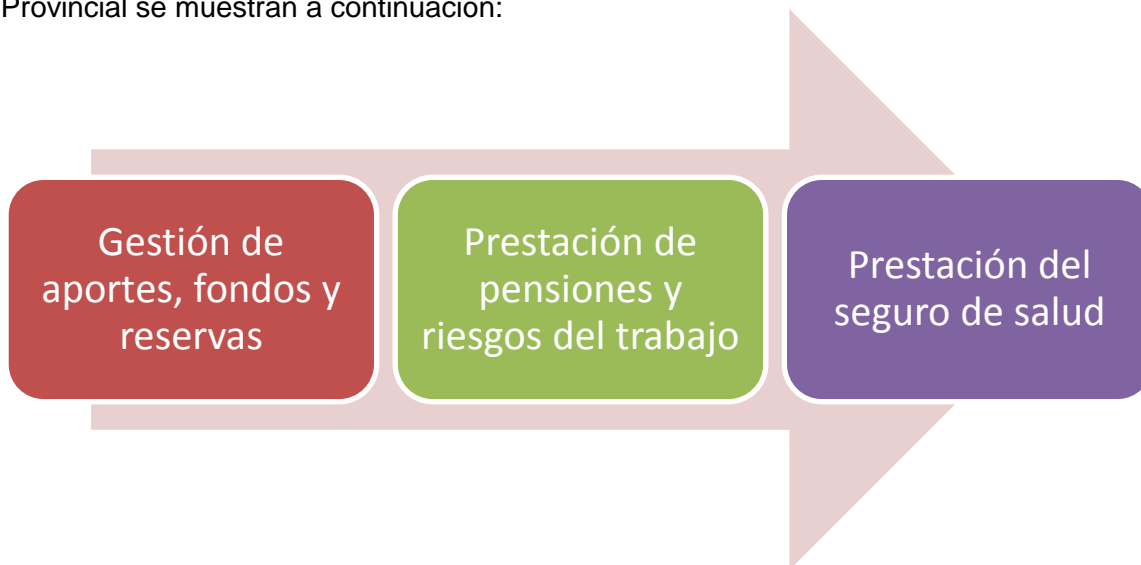 Provincial se muestran a continuación:
Gestión de
aportes, fondos y
reservas
Prestación de
pensiones y
riesgos del trabajo
Prestación del
seguro de salud